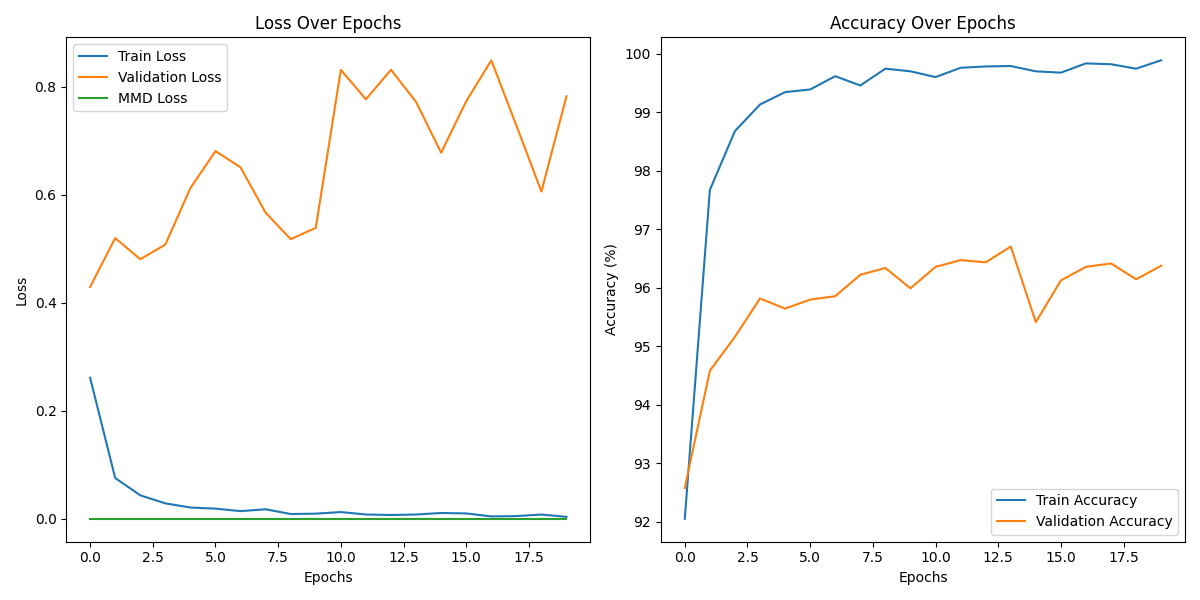 Loss Over Epochs
Train Loss
Validation Loss
MMD Loss
0.8
0.6
0.4
0.2
0.0
Loss
0.0 2.5 5.0 7.5 10.0 12.5 15.0 17.5
Epochs
Accuracy Over Epochs
100
99
98
97
96
95
94
93
92
Accuracy (%)
Train Accuracy
Validation Accuracy
0.0 2.5 5.0 7.5 10.0 12.5 15.0 17.5
Epochs